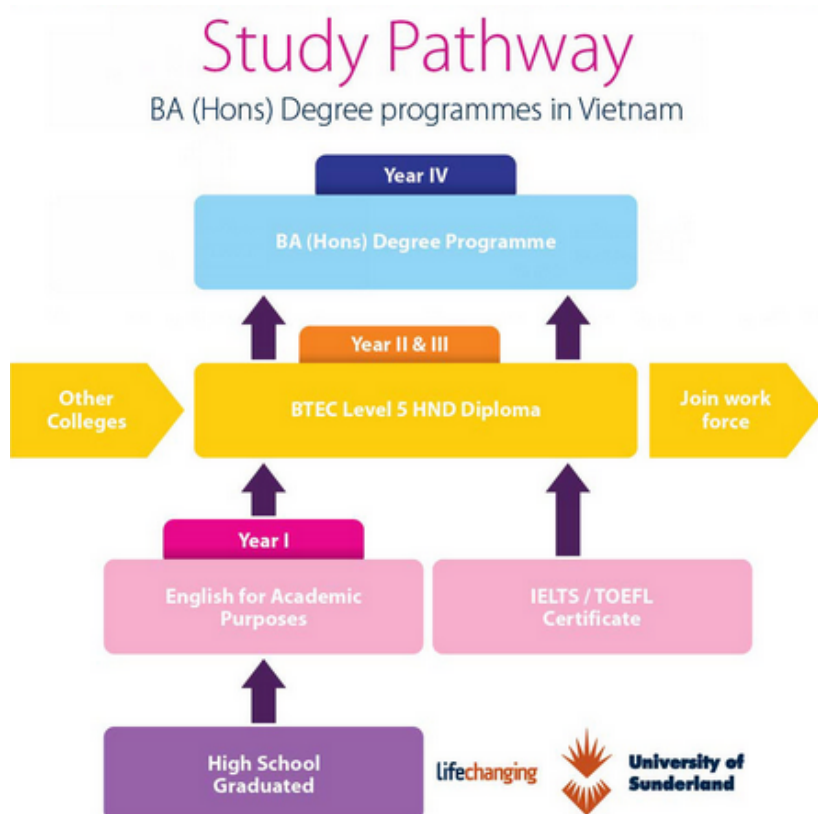 Study Pathway
BA (Hons) Degree programmes in Vietnam
Year IV
BA (Hons) Degree Programme
Year II & III
Other
Colleges
BTEC Level 5 HND Diploma
Join work
force
Year I
English for Academic
Purposes
IELTS / TOEFL
Certificate
High School
Graduated
lifechanging
University of
Sunderland